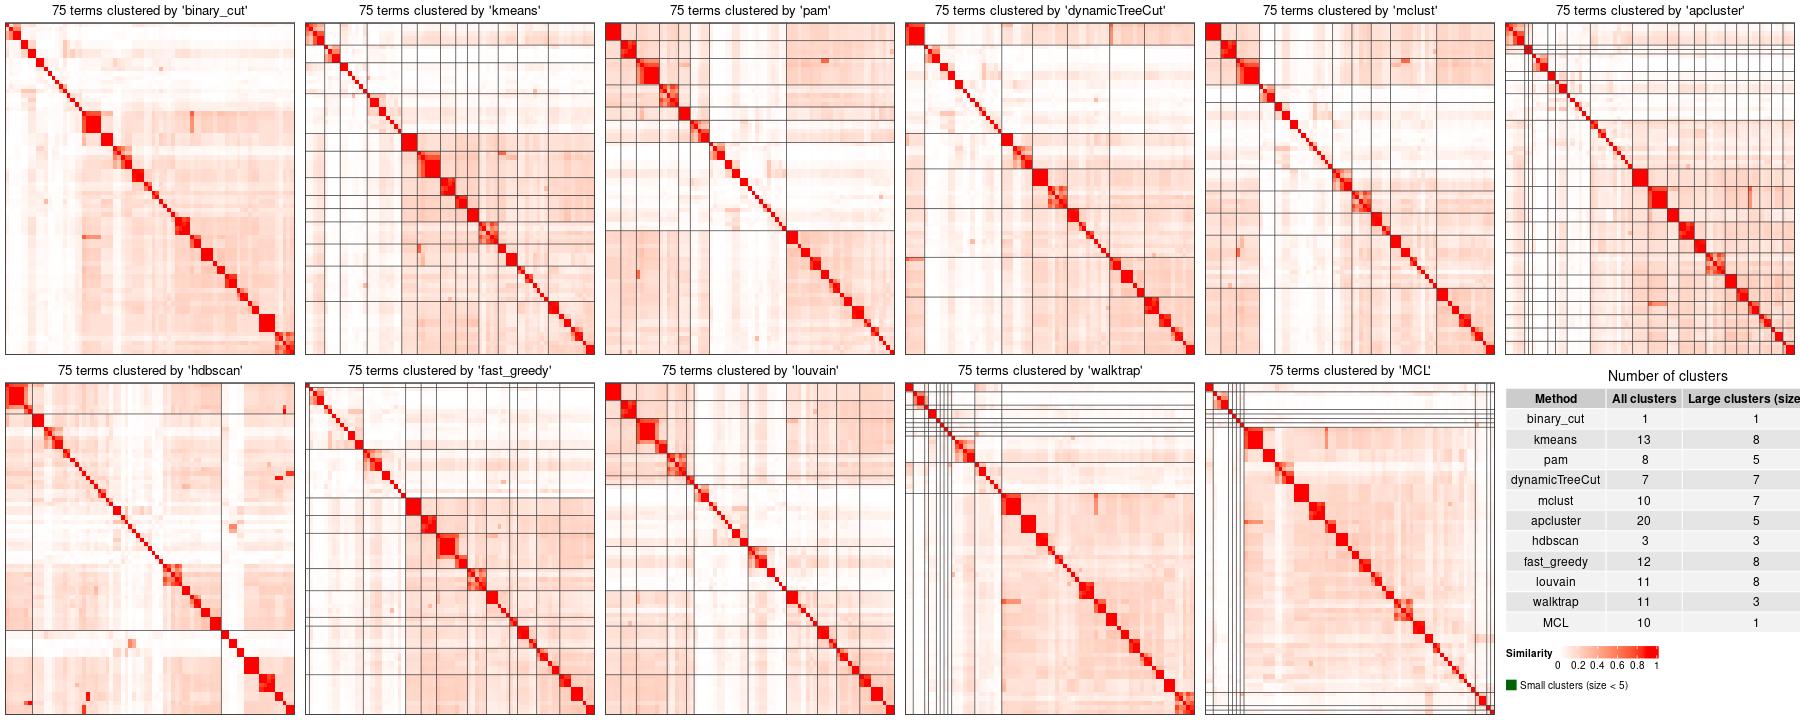 75 terms clustered by 'binary_cut'
75 terms clustered by 'kmeans'
75 terms clustered by 'pam'
75 terms clustered by 'dynamicTreeCut'
75 terms clustered by 'mclust'
75 terms clustered by 'apcluster'
75 terms clustered by 'hdbscan'
75 terms clustered by 'fast_greedy'
75 terms clustered by 'louvain'
75 terms clustered by 'walktrap'
75 terms clustered by 'MCL'
Number of clusters
Method All clusters Large clusters (size
binary_cut 1 1
kmeans 13 8
pam 8 5
dynamicTreeCut 7 7
mclust 10 7
apcluster 20 5
hdbscan 3 3
fast_greedy 12 8
louvain 11 8
walktrap 11 3
MCL 10 1
Similarity
0 0.2 0.4 0.6 0.8 1
Small clusters (size < 5)